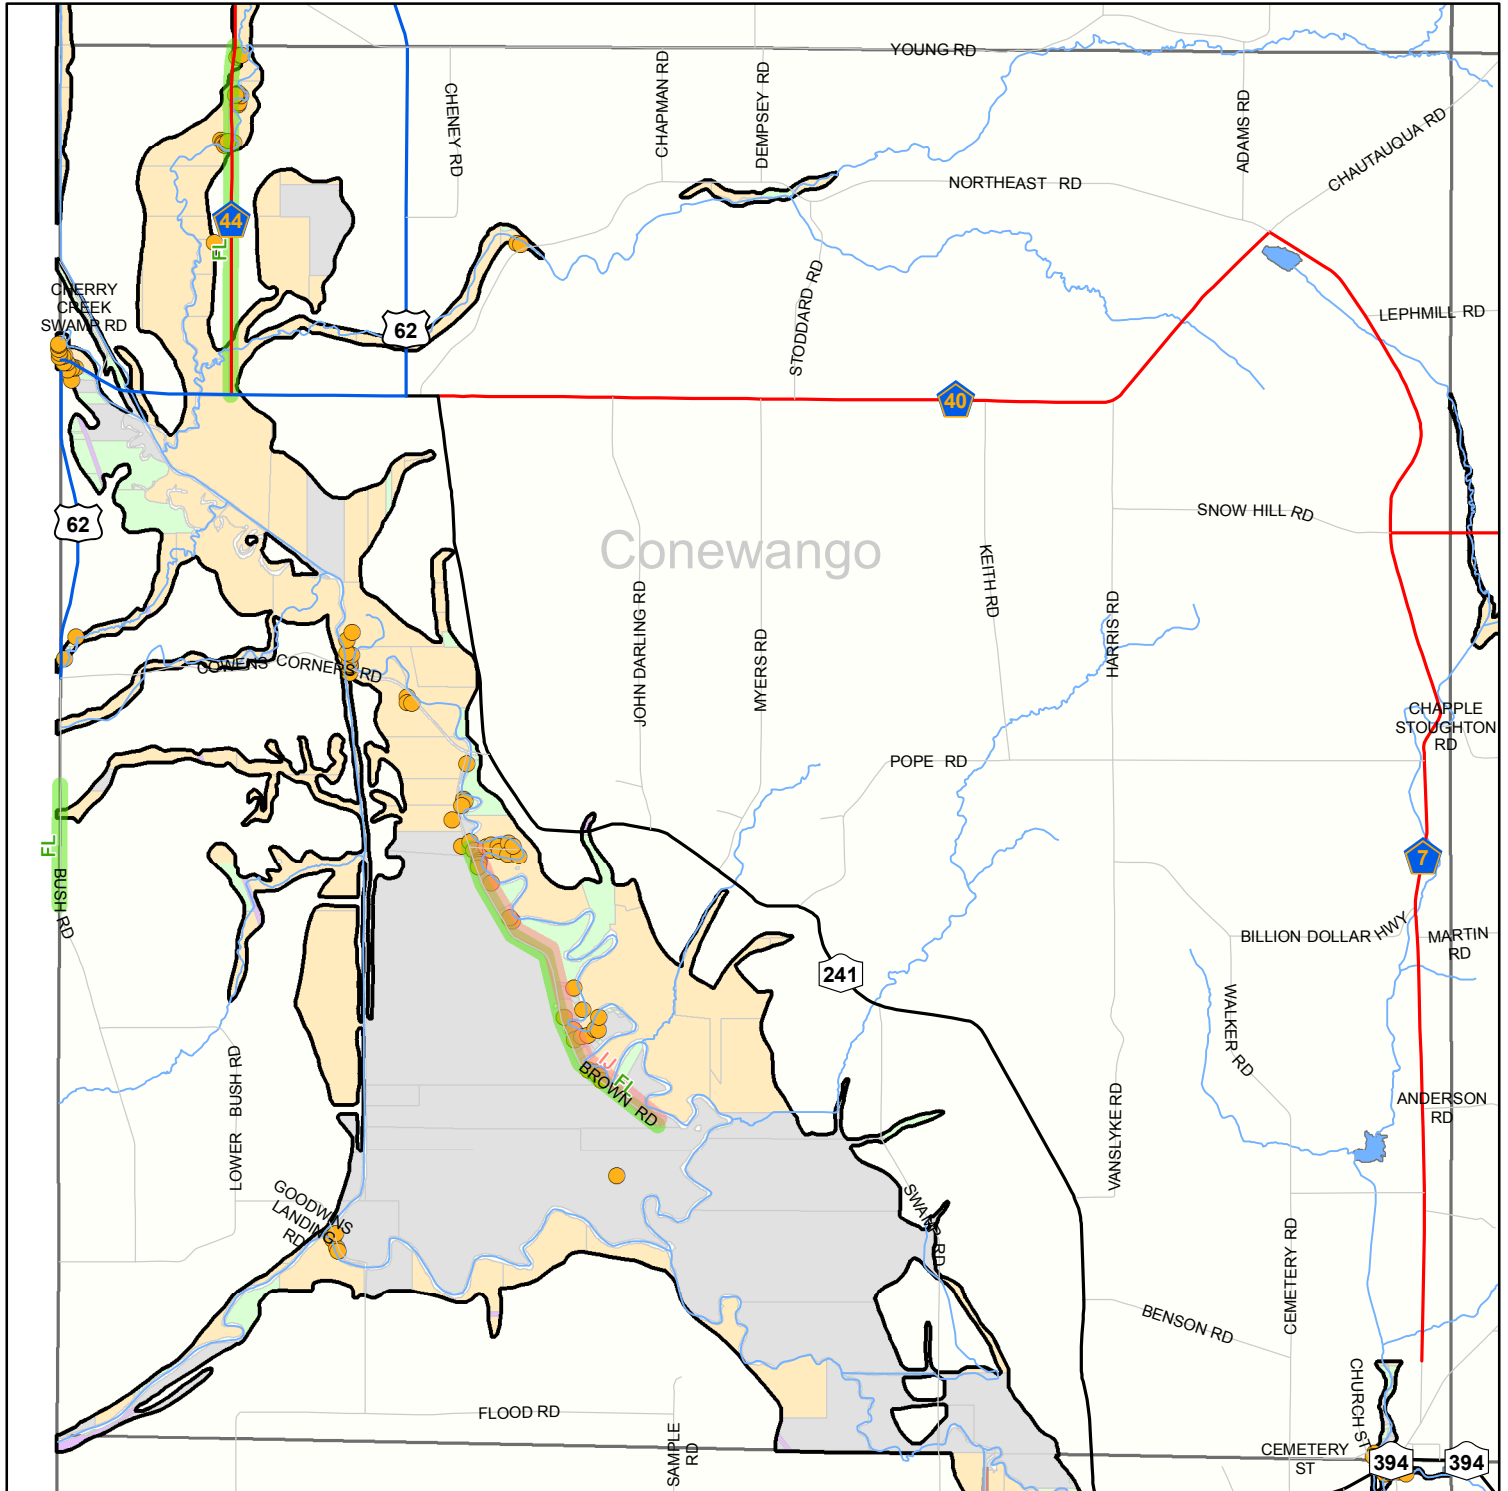 YOUNG RD
CHENEY RD
CHAPMAN RD
DEMPSEY RD
ADAMS RD
CHAUTAUQUA RD
NORTHEAST RD
44
FL
CHERRY
CREEK
SWAMP RD
62
STODDARD RD
LEPHMILL RD
40
62
SNOW HILL RD
Conewango
KEITH RD
JOHN DARLING RD
MYERS RD
HARRIS RD
COWENS CORNERS RD
CHAPPLE
STOUGHTON
RD
POPE RD
FL
BUSH RD
7
BILLION DOLLAR HWY
MARTIN
RD
241
WALKER RD
LOWER BUSH RD
IJ
FL
BROWN RD
VANSLYKE RD
ANDERSON
RD
GOODWINS
LANDING
RD
SWAMP RD
CEMETERY RD
BENSON RD
CHURCH ST
FLOOD RD
SAMPLE
RD
CEMETERY
ST
394
394